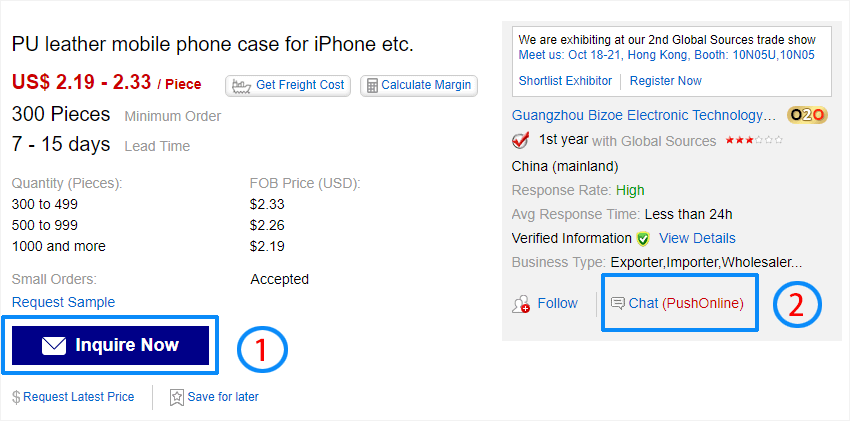 PU leather mobile phone case for iPhone etc.
US$ 2.19 - 2.33 / Piece
Get Freight Cost
Calculate Margin
300 Pieces Minimum Order
7 - 15 days Lead Time
Quantity (Pieces): FOB Price (USD):
300 to 499 $2.33
500 to 999 $2.26
1000 and more $2.19
Small Orders: Accepted
Request Sample
Inquire Now
1
$ Request Latest Price
Save for later
We are exhibiting at our 2nd Global Sources trade show
Meet us: Oct 18-21, Hong Kong, Booth: 10N05U,10N05
Shortlist Exhibitor
Register Now
Guangzhou Bizoe Electronic Technology… O2O
1st year with Global Sources
China (mainland)
Response Rate: High
Avg Response Time: Less than 24h
Verified Information View Details
Business Type: Exporter,Importer,Wholesaler...
Follow
Chat (PushOnline)
2